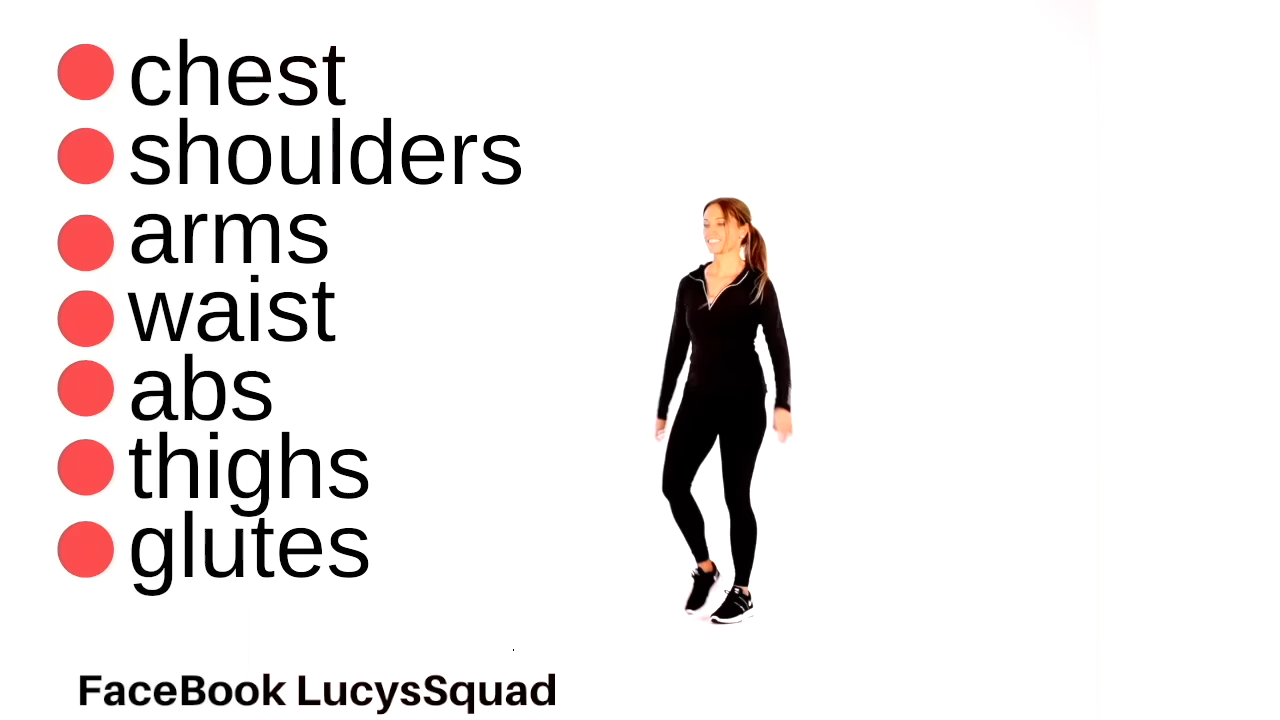 chest
shoulders
arms
waist
abs
thighs
glutes
FaceBook LucysSquad